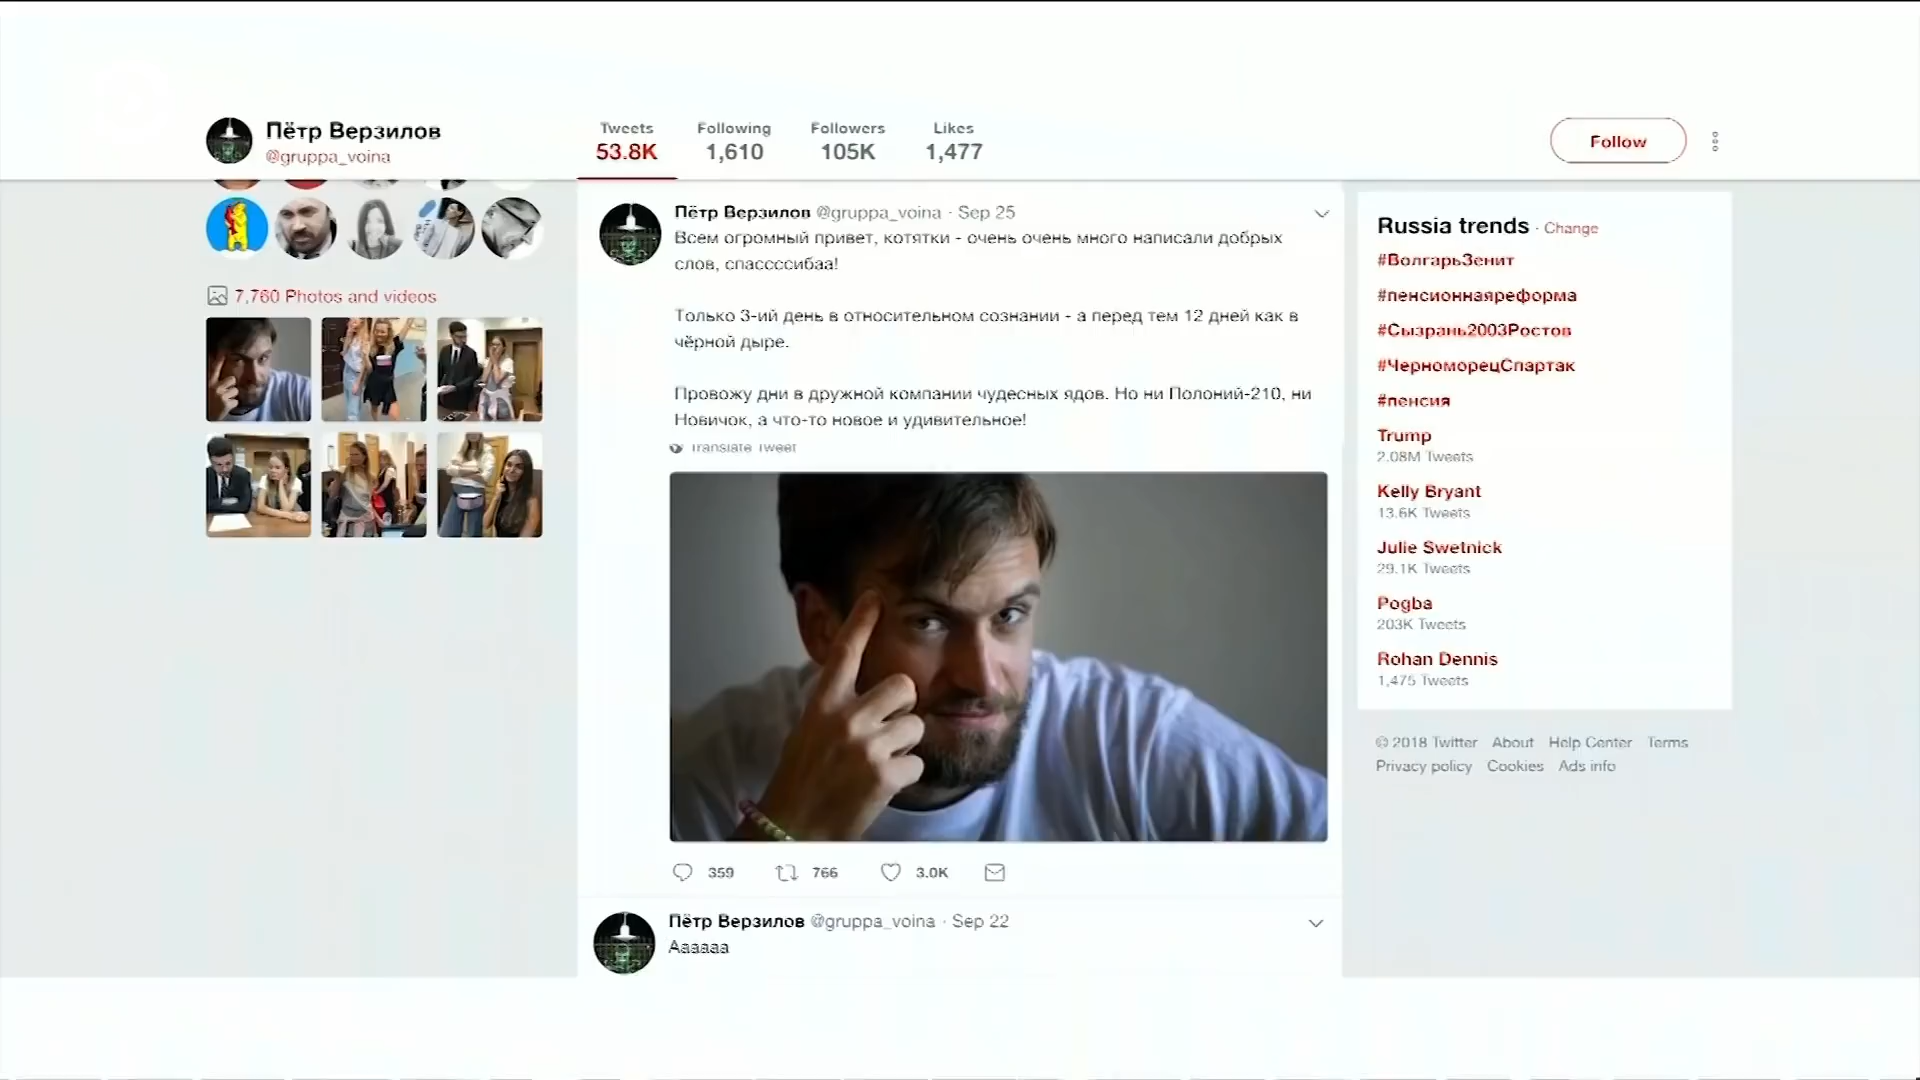 Пётр Верзилов
@gruppa_voina
Tweets
53.8K
Following
1,610
Followers
105K
Likes
1,477
Follow
7,760 Photos and videos
Пётр Верзилов @gruppa_voina · Sep 25
Всем огромный привет, котятки - очень очень много написали добрых
слов, спасссcибаа!
Только 3-ий день в относительном сознании - а перед тем 12 дней как в
чёрной дыре.
Провожу дни в дружной компании чудесных ядов. Но ни Полоний-210, ни
Новичок, а что-то новое и удивительное!
Translate Tweet
359
766
3.0K
Пётр Верзилов @gruppa_voina · Sep 22
Аааааа
Russia trends · Change
#ВолгарьЗенит
#пенсионнаяреформа
#Сызрань2003Ростов
#ЧерноморецСпартак
#пенсия
Trump
2.08M Tweets
Kelly Bryant
13.6K Tweets
Julie Swetnick
29.1K Tweets
Pogba
203K Tweets
Rohan Dennis
1,475 Tweets
© 2018 Twitter About Help Center Terms
Privacy policy Cookies Ads info